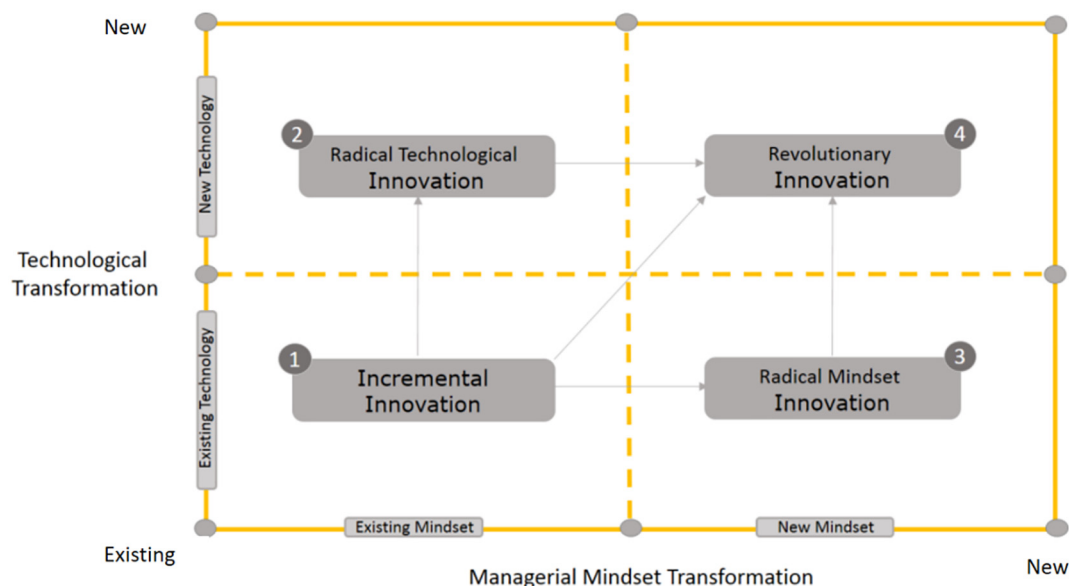 New
New Technology
2
Radical Technological
Innovation
4
Revolutionary
Innovation
Technological
Transformation
Existing Technology
1
Incremental
Innovation
3
Radical Mindset
Innovation
Existing Mindset
New Mindset
Existing
Managerial Mindset Transformation
New